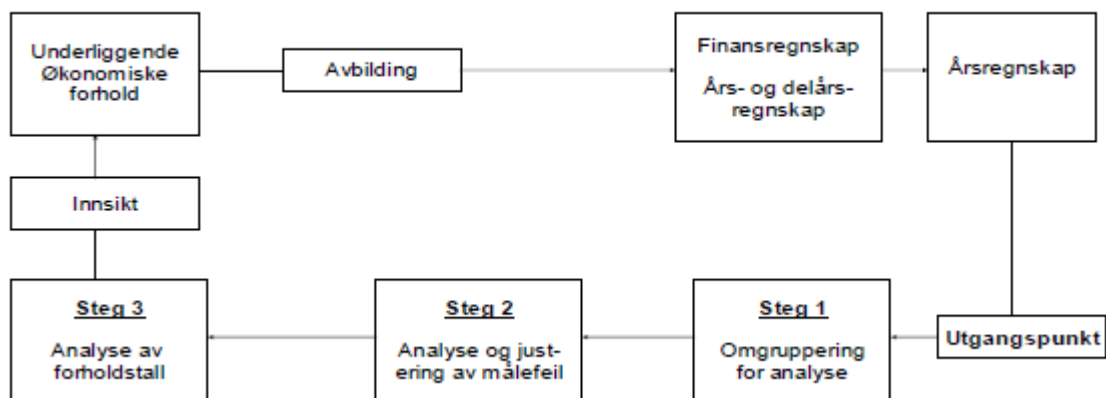 Underliggende
Økonomiske
forhold
Avbilding
Finansregnskap
Års- og delårs-
regnskap
Årsregnskap
Innsikt
Steg 3
Analyse av
forholdstall
Steg 2
Analyse og just-
ering av målefeil
Steg 1
Omgruppering
for analyse
Utgangspunkt